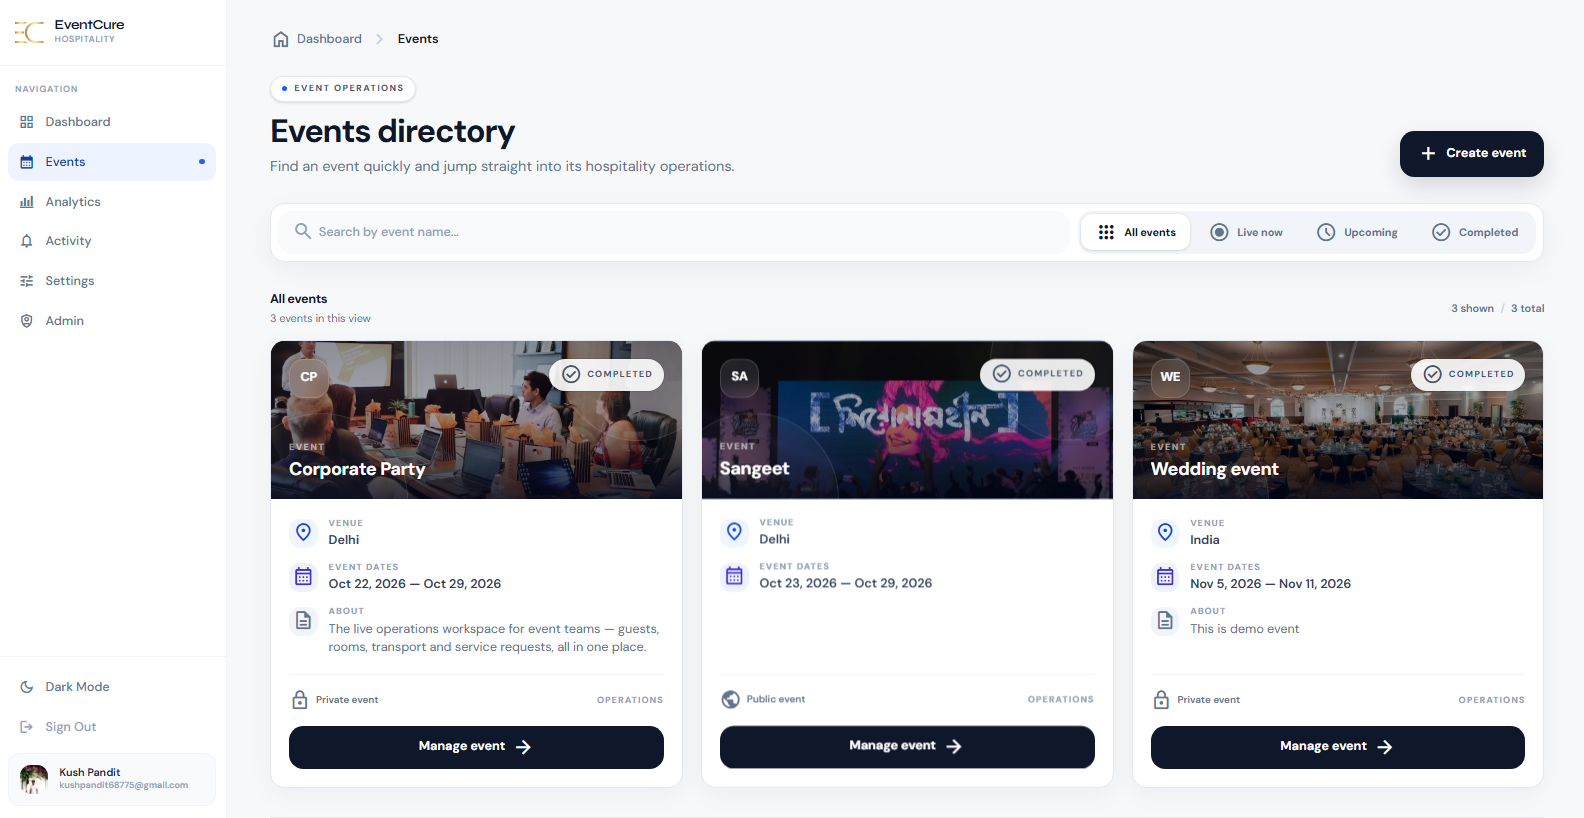 EventCure
HOSPITALITY
NAVIGATION
Dashboard
Events
Analytics
Activity
Settings
Admin
Dark Mode
Sign Out
Kush Pandit
kushpandit68775@gmail.com
Dashboard > Events
EVENT OPERATIONS
Events directory
Find an event quickly and jump straight into its hospitality operations.
+ Create event
Search by event name...
All events
Live now
Upcoming
Completed
All events
3 events in this view
3 shown / 3 total
CP
COMPLETED
EVENT
Corporate Party
VENUE
Delhi
EVENT DATES
Oct 22, 2026 — Oct 29, 2026
ABOUT
The live operations workspace for event teams — guests,
rooms, transport and service requests, all in one place.
Private event
OPERATIONS
Manage event →
SA
COMPLETED
[শিরোনামহীন]
EVENT
Sangeet
VENUE
Delhi
EVENT DATES
Oct 23, 2026 — Oct 29, 2026
Public event
OPERATIONS
Manage event →
WE
COMPLETED
EVENT
Wedding event
VENUE
India
EVENT DATES
Nov 5, 2026 — Nov 11, 2026
ABOUT
This is demo event
Private event
OPERATIONS
Manage event →